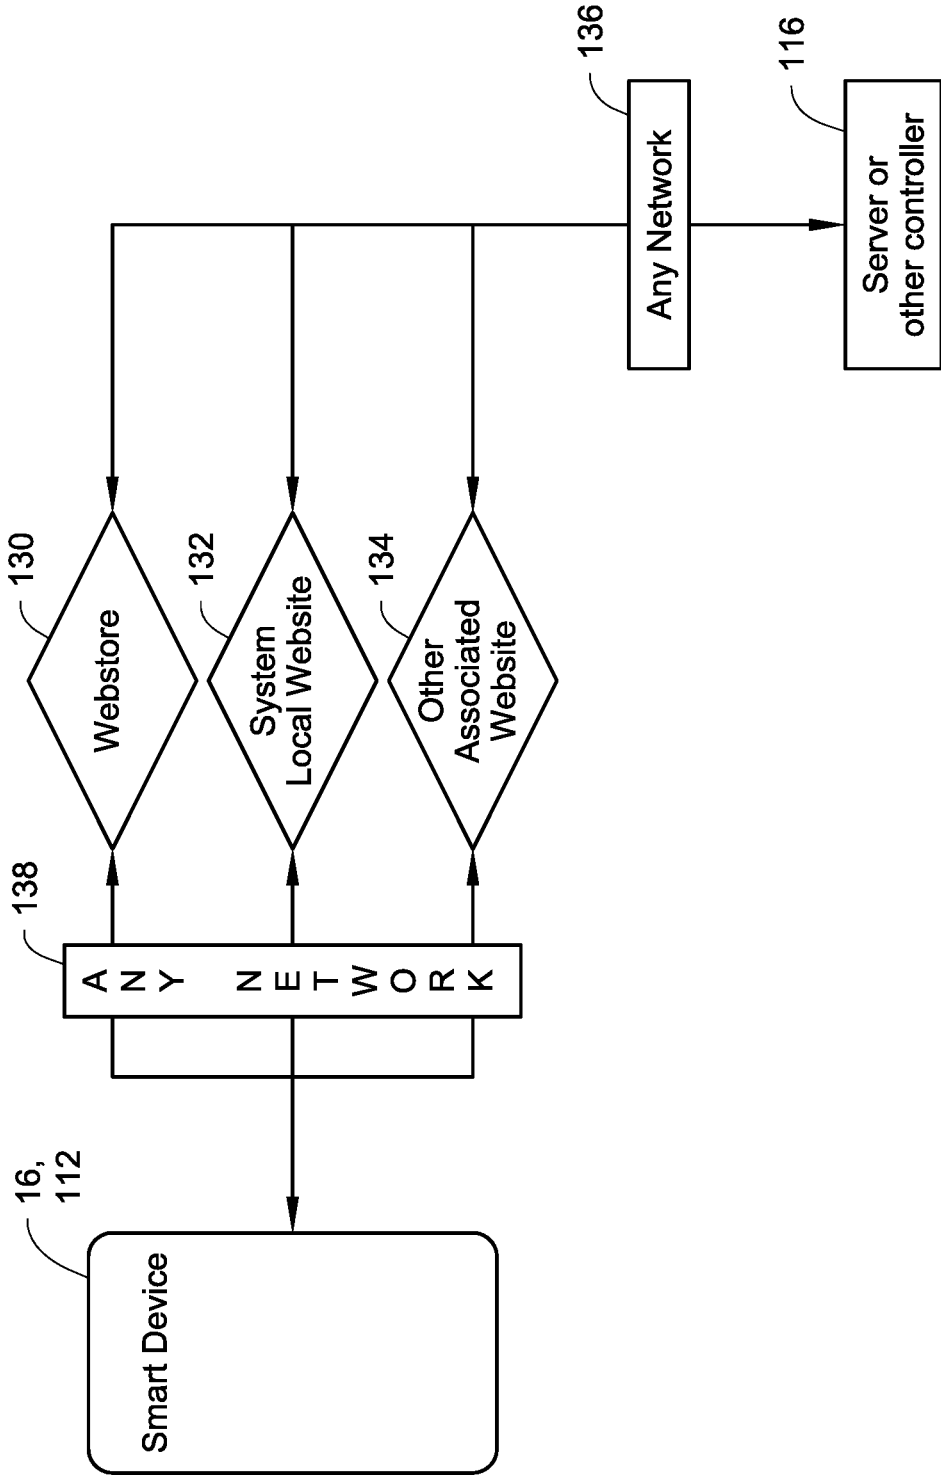 16,
112
Smart Device
138
ANY NETWORK
130
Webstore
132
System
Local Website
134
Other
Associated
Website
136
Any Network
116
Server or
other controller